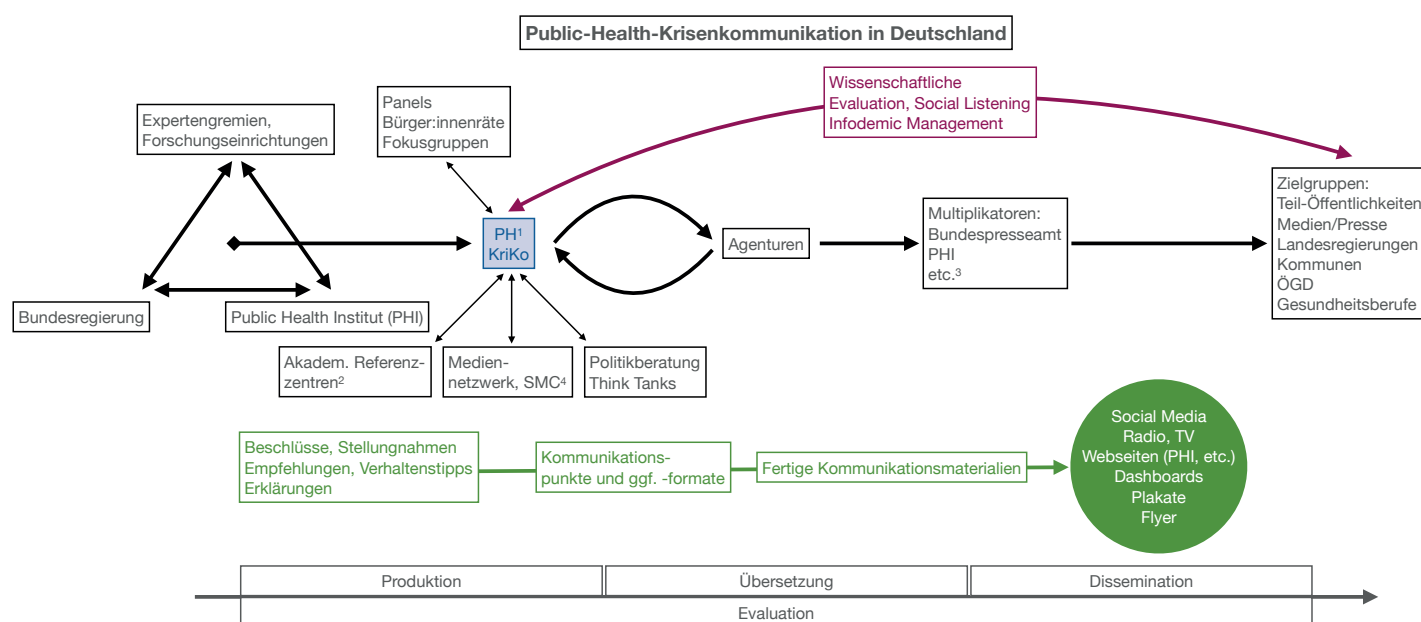 Public-Health-Krisenkommunikation in Deutschland
Wissenschaftliche
Evaluation, Social Listening
Infodemic Management
Expertengremien,
Forschungseinrichtungen
Panels
Bürger:innenräte
Fokusgruppen
PH¹
KriKo
Agenturen
Multiplikatoren:
Bundespresseamt
PHI
etc.³
Zielgruppen:
Teil-Öffentlichkeiten
Medien/Presse
Landesregierungen
Kommunen
ÖGD
Gesundheitsberufe
Bundesregierung
Public Health Institut (PHI)
Akadem. Referenz-
zentren²
Medien-
netzwerk, SMC⁴
Politikberatung
Think Tanks
Beschlüsse, Stellungnahmen
Empfehlungen, Verhaltenstipps
Erklärungen
Kommunikations-
punkte und ggf. -formate
Fertige Kommunikationsmaterialien
Social Media
Radio, TV
Webseiten (PHI, etc.)
Dashboards
Plakate
Flyer
Produktion
Übersetzung
Dissemination
Evaluation